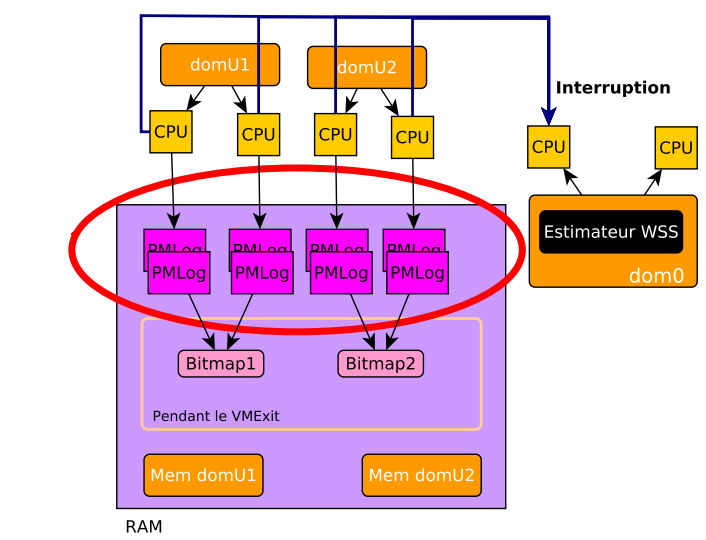 domU1
domU2
Interruption
CPU
CPU
CPU
CPU
CPU
CPU
Estimateur WSS
dom0
PMLog
PMLog
PMLog
PMLog
PMLog
PMLog
PMLog
PMLog
Bitmap1
Bitmap2
Pendant le VMExit
Mem domU1
Mem domU2
RAM